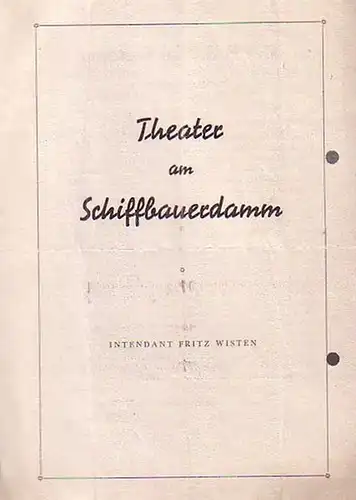 Theater
am
Schiffbauerdamm
INTENDANT FRITZ WISTEN